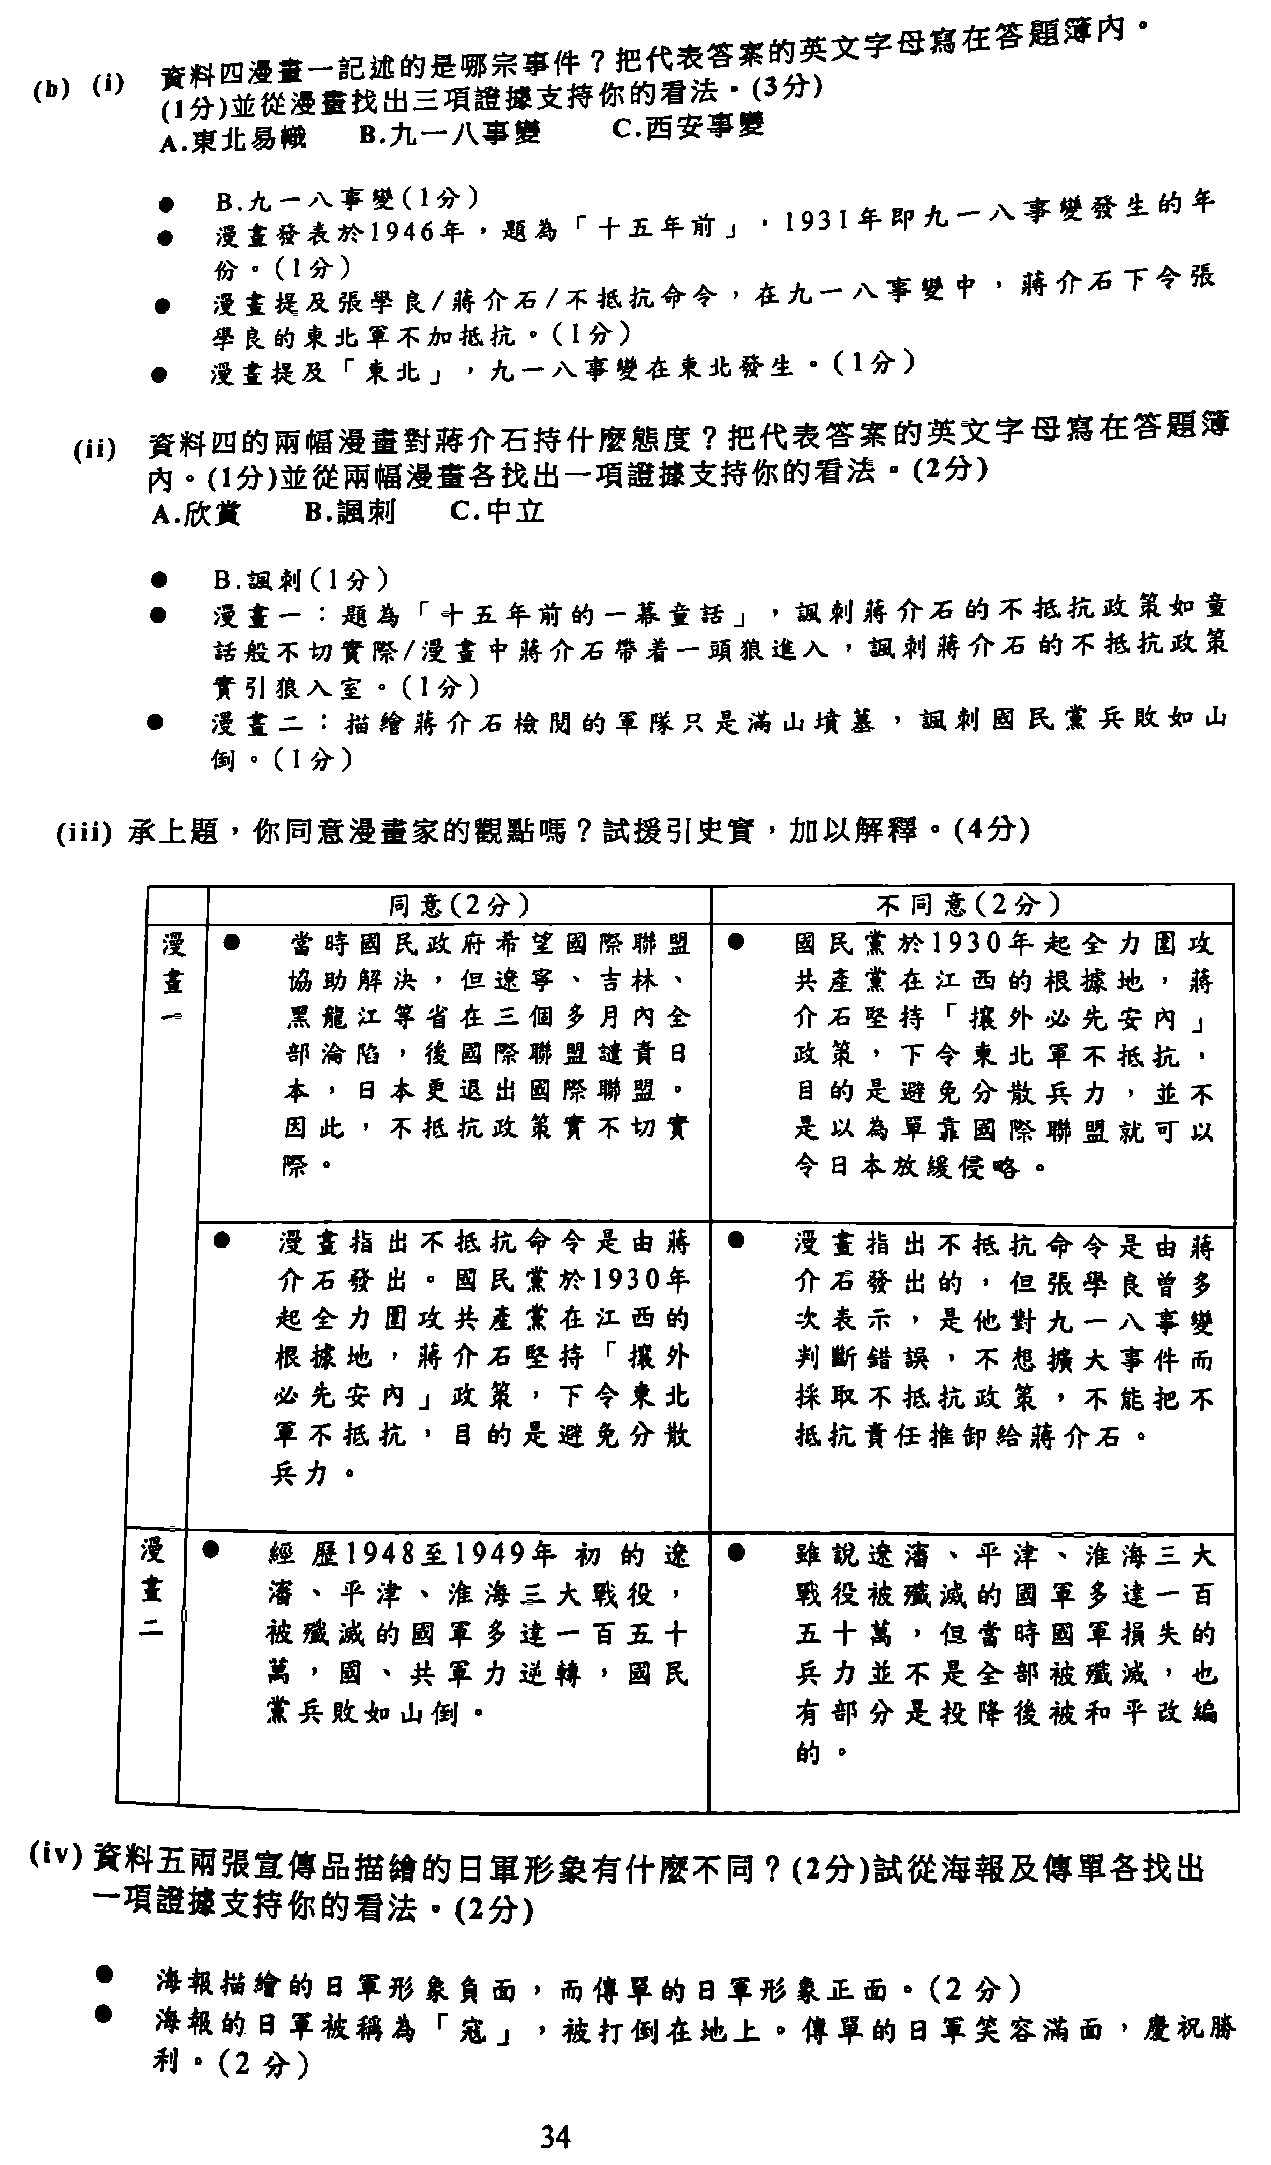 (b) (i) 資料四漫畫一記述的是哪宗事件？把代表答案的英文字母寫在答題簿內。
(1分)並從漫畫找出三項證據支持你的看法。(3分)
A.東北易幟 B.九一八事變 C.西安事變
● B.九一八事變(1分)
● 漫畫發表於1946年，題為「十五年前」，1931年即九一八事變發生的年
份。(1分)
● 漫畫提及張學良/蔣介石/不抵抗命令，在九一八事變中，蔣介石下令張
學良的東北軍不加抵抗。(1分)
● 漫畫提及「東北」，九一八事變在東北發生。(1分)
(ii) 資料四的兩幅漫畫對蔣介石持什麼態度？把代表答案的英文字母寫在答題簿
內。(1分)並從兩幅漫畫各找出一項證據支持你的看法。(2分)
A.欣賞 B.諷刺 C.中立
● B.諷刺(1分)
● 漫畫一：題為「十五年前的一幕童話」，諷刺蔣介石的不抵抗政策如童
話般不切實際/漫畫中蔣介石帶着一頭狼進入，諷刺蔣介石的不抵抗政策
實引狼入室。(1分)
● 漫畫二：描繪蔣介石檢閱的軍隊只是滿山墳墓，諷刺國民黨兵敗如山
倒。(1分)
(iii) 承上題，你同意漫畫家的觀點嗎？試援引史實，加以解釋。(4分)
同意(2分)
不同意(2分)
漫
畫
一
● 當時國民政府希望國際聯盟
協助解決，但遼寧、吉林、
黑龍江等省在三個多月內全
部淪陷，後國際聯盟譴責日
本，日本更退出國際聯盟。
因此，不抵抗政策實不切實
際。
● 國民黨於1930年起全力圍攻
共產黨在江西的根據地，蔣
介石堅持「攘外必先安內」
政策，下令東北軍不抵抗，
目的是避免分散兵力，並不
是以為單靠國際聯盟就可以
令日本放緩侵略。
● 漫畫指出不抵抗命令是由蔣
介石發出。國民黨於1930年
起全力圍攻共產黨在江西的
根據地，蔣介石堅持「攘外
必先安內」政策，下令東北
軍不抵抗，目的是避免分散
兵力。
● 漫畫指出不抵抗命令是由蔣
介石發出的，但張學良曾多
次表示，是他對九一八事變
判斷錯誤，不想擴大事件而
採取不抵抗政策，不能把不
抵抗責任推卸給蔣介石。
漫
畫
二
● 經歷1948至1949年初的遼
瀋、平津、淮海三大戰役，
被殲滅的國軍多達一百五十
萬，國、共軍力逆轉，國民
黨兵敗如山倒。
● 雖說遼瀋、平津、淮海三大
戰役被殲滅的國軍多達一百
五十萬，但當時國軍損失的
兵力並不是全部被殲滅，也
有部分是投降後被和平改編
的。
(iv) 資料五兩張宣傳品描繪的日軍形象有什麼不同？(2分)試從海報及傳單各找出
一項證據支持你的看法。(2分)
● 海報描繪的日軍形象負面，而傳單的日軍形象正面。(2 分)
● 海報的日軍被稱為「寇」，被打倒在地上。傳單的日軍笑容滿面，慶祝勝
利。(2 分)
34